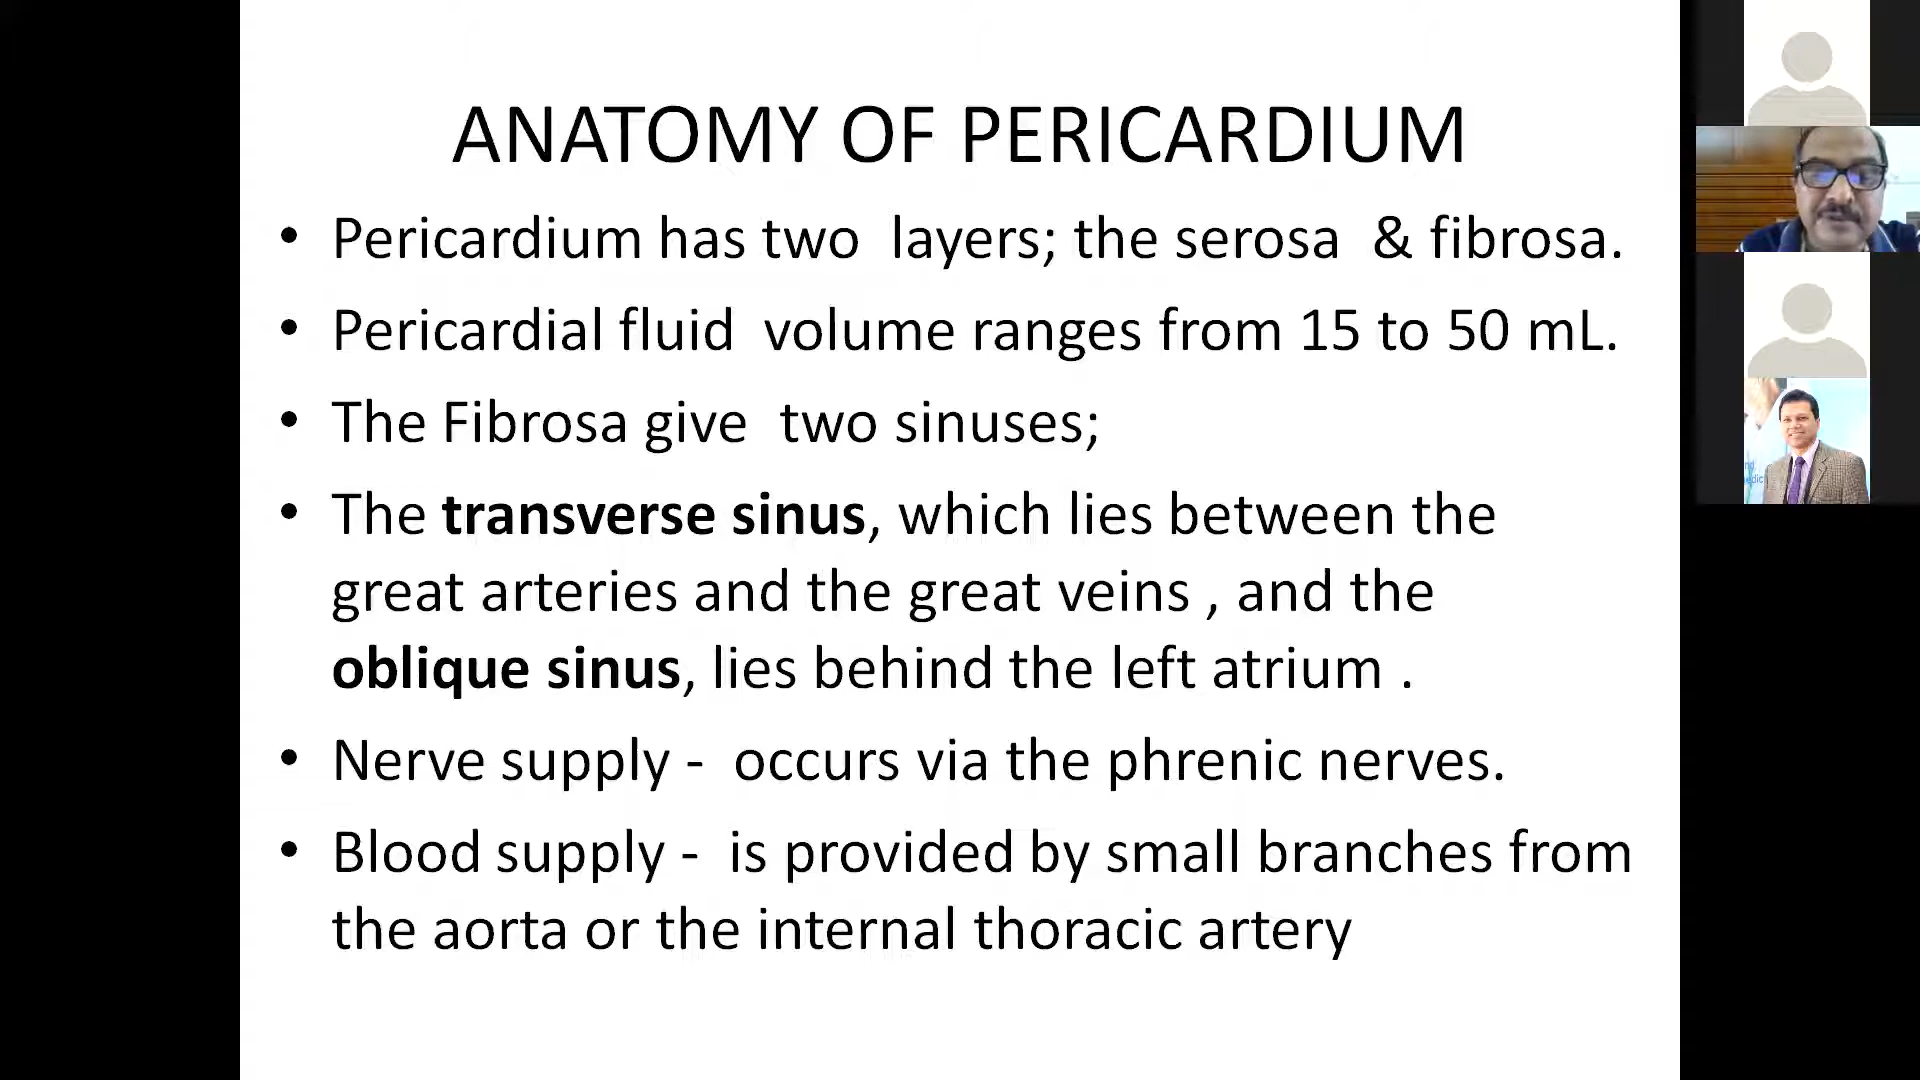 ANATOMY OF PERICARDIUM
• Pericardium has two layers; the serosa & fibrosa.
• Pericardial fluid volume ranges from 15 to 50 mL.
• The Fibrosa give two sinuses;
• The transverse sinus, which lies between the
great arteries and the great veins , and the
oblique sinus, lies behind the left atrium .
• Nerve supply - occurs via the phrenic nerves.
• Blood supply - is provided by small branches from
the aorta or the internal thoracic artery